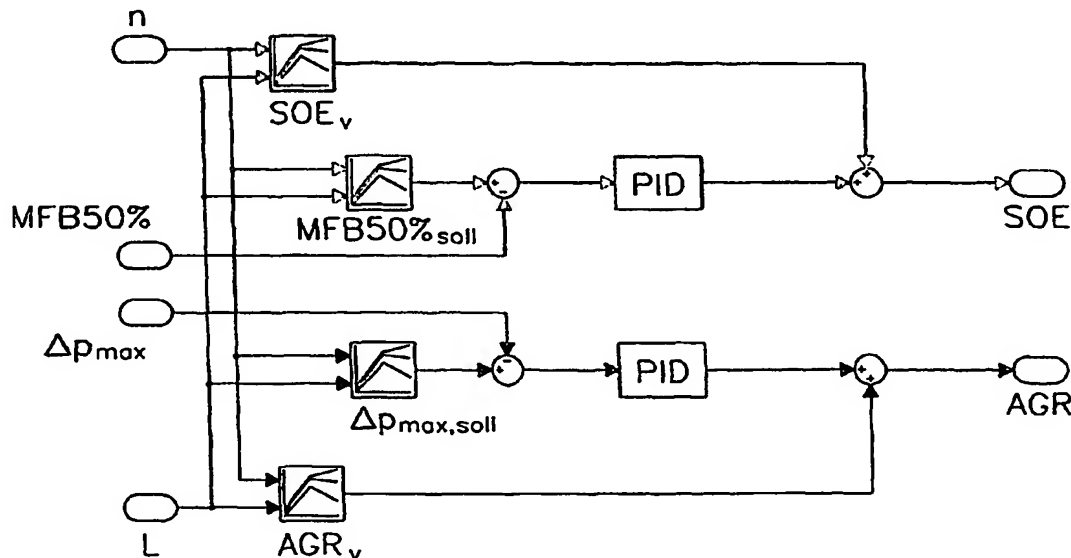 n
SOEv
PID
MFB50%
MFB50%soll
SOE
Δpmax
PID
AGR
Δpmax,soll
L
AGRv